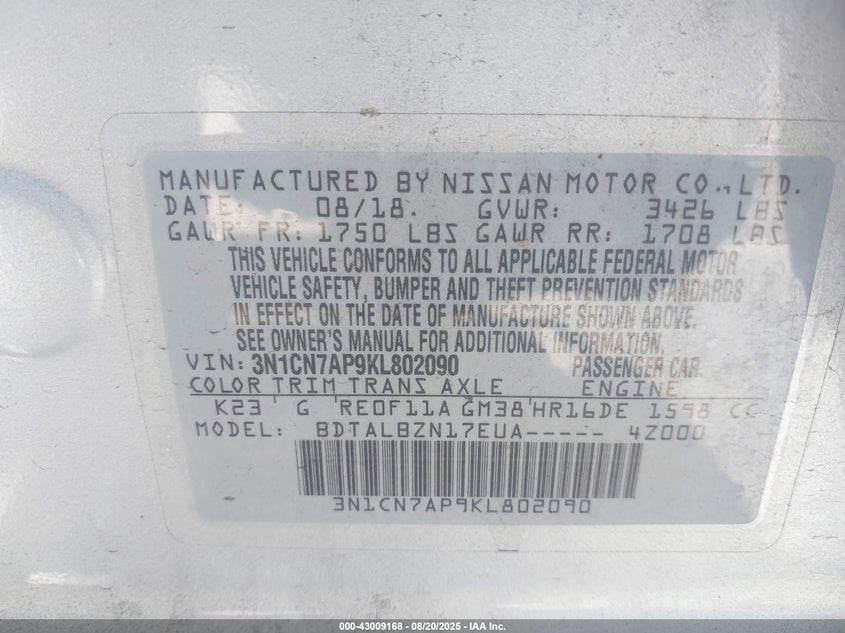 MANUFACTURED BY NISSAN MOTOR CO., LTD.
DATE: 08/18. GVWR: 3426 LBS
GAWR FR: 1750 LBS GAWR RR: 1708 LBS
THIS VEHICLE CONFORMS TO ALL APPLICABLE FEDERAL MOTOR
VEHICLE SAFETY, BUMPER AND THEFT PREVENTION STANDARDS
IN EFFECT ON THE DATE OF MANUFACTURE SHOWN ABOVE.
SEE OWNER'S MANUAL FOR ADDITIONAL INFORMATION.
VIN: 3N1CN7AP9KL802090 PASSENGER CAR.
COLOR TRIM TRANS AXLE ENGINE
K23 ' G ' RE0F11A GM38 ' HR16DE 1598 CC
MODEL: BDTALBZN17EUA----- 4Z000
3N1CN7AP9KL802090
000-43009168 - 08/20/2025 - IAA Inc.